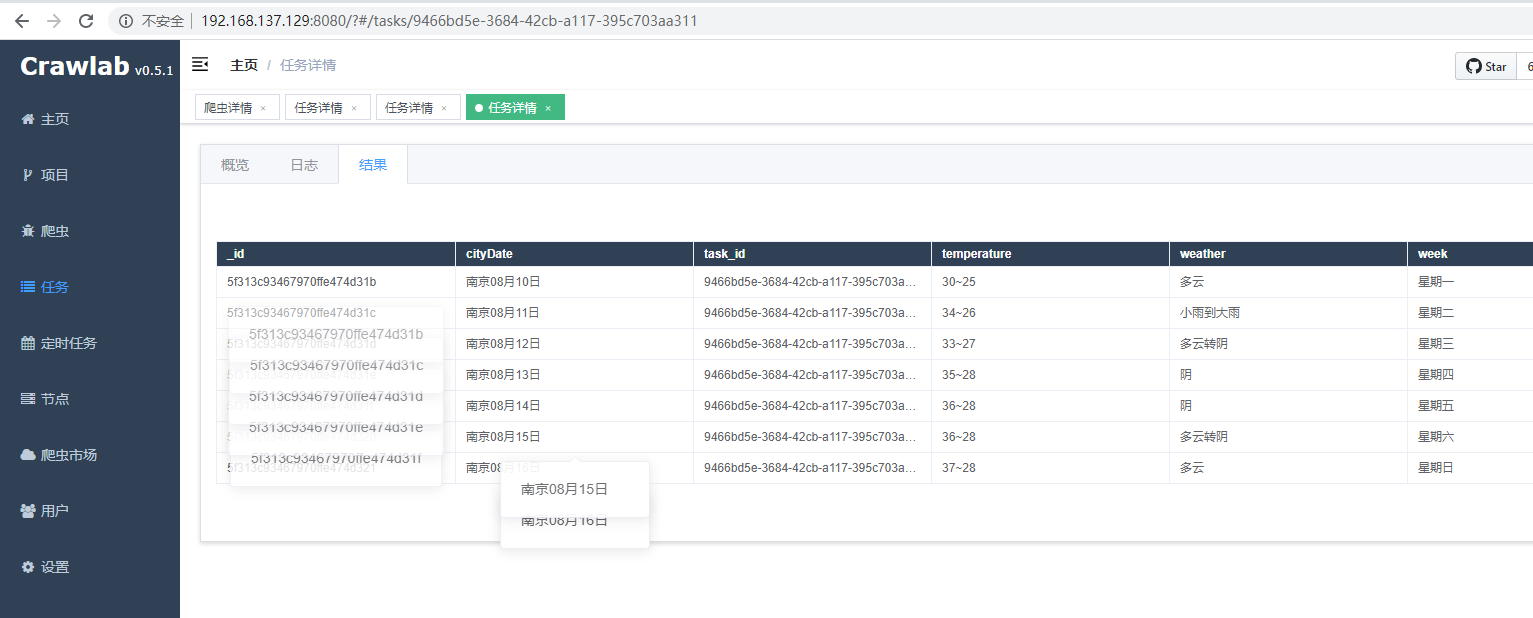 不安全 192.168.137.129:8080/?#/tasks/9466bd5e-3684-42cb-a117-395c703aa311
Crawlab v0.5.1
主页 / 任务详情
Star 6
爬虫详情 × 任务详情 × 任务详情 × 任务详情 ×
主页
项目
爬虫
任务
定时任务
节点
爬虫市场
用户
设置
概览 日志 结果
_id cityDate task_id temperature weather week
5f313c93467970ffe474d31b 南京08月10日 9466bd5e-3684-42cb-a117-395c703a... 30~25 多云 星期一
5f313c93467970ffe474d31c 南京08月11日 9466bd5e-3684-42cb-a117-395c703a... 34~26 小雨到大雨 星期二
5f313c93467970ffe474d31d 南京08月12日 9466bd5e-3684-42cb-a117-395c703a... 33~27 多云转阴 星期三
南京08月13日 9466bd5e-3684-42cb-a117-395c703a... 35~28 阴 星期四
南京08月14日 9466bd5e-3684-42cb-a117-395c703a... 36~28 阴 星期五
南京08月15日 9466bd5e-3684-42cb-a117-395c703a... 36~28 多云转阴 星期六
5f313c93467970ffe474d321 南京08月16日 9466bd5e-3684-42cb-a117-395c703a... 37~28 多云 星期日
5f313c93467970ffe474d31b
5f313c93467970ffe474d31c
5f313c93467970ffe474d31d
5f313c93467970ffe474d31e
5f313c93467970ffe474d31f
南京08月15日
南京08月16日